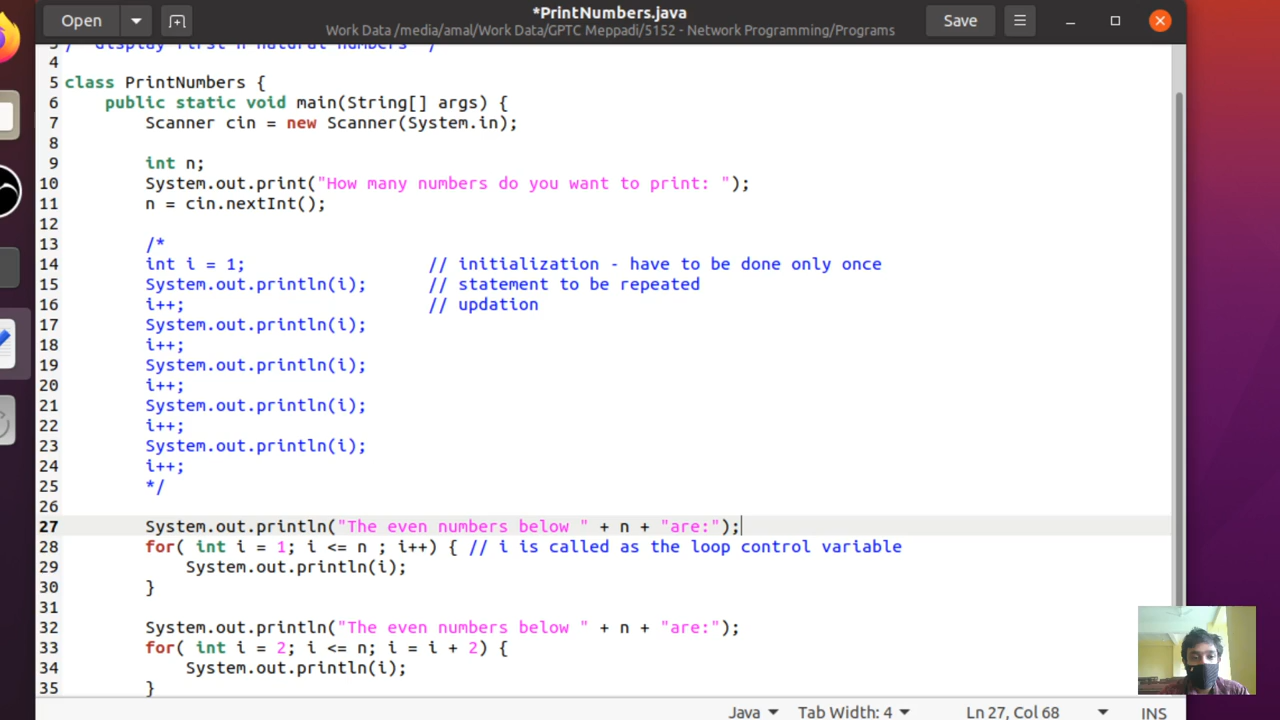 Open
*PrintNumbers.java
Work Data /media/amal/Work Data/GPTC Meppadi/5152 - Network Programming/Programs
Save
3 /* display first n natural numbers */
4
5 class PrintNumbers {
6 public static void main(String[] args) {
7 Scanner cin = new Scanner(System.in);
8
9 int n;
10 System.out.print("How many numbers do you want to print: ");
11 n = cin.nextInt();
12
13 /*
14 int i = 1; // initialization - have to be done only once
15 System.out.println(i); // statement to be repeated
16 i++; // updation
17 System.out.println(i);
18 i++;
19 System.out.println(i);
20 i++;
21 System.out.println(i);
22 i++;
23 System.out.println(i);
24 i++;
25 */
26
27 System.out.println("The even numbers below " + n + "are:");
28 for( int i = 1; i <= n ; i++) { // i is called as the loop control variable
29 System.out.println(i);
30 }
31
32 System.out.println("The even numbers below " + n + "are:");
33 for( int i = 2; i <= n; i = i + 2) {
34 System.out.println(i);
35 }
Java Tab Width: 4 Ln 27, Col 68 INS